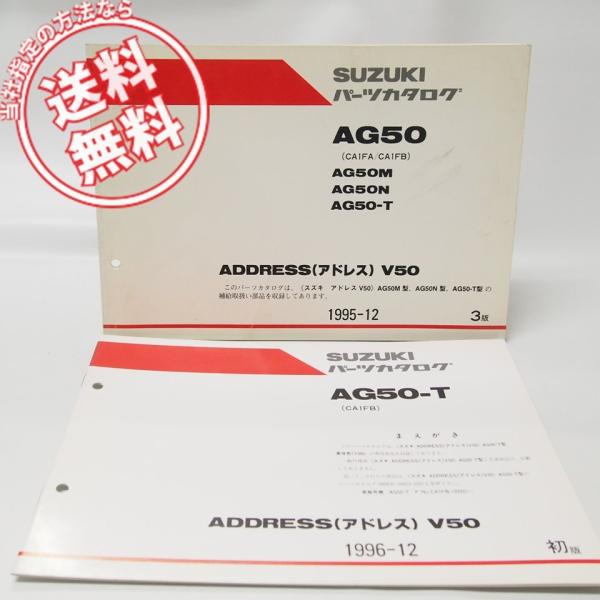 当社指定の方法なら
送料
無料
SUZUKI
パーツカタログ
AG50
(CA1FA/CA1FB)
AG50M
AG50N
AG50-T
ADDRESS(アドレス) V50
このパーツカタログは、(スズキ アドレスV50) AG50M型、AG50N型、AG50-T型の
補給取扱い部品を収録してあります。
1995-12
3版
SUZUKI
パーツカタログ
AG50-T
(CA1FB)
まえがき
ADDRESS(アドレス) V50
1996-12
初版